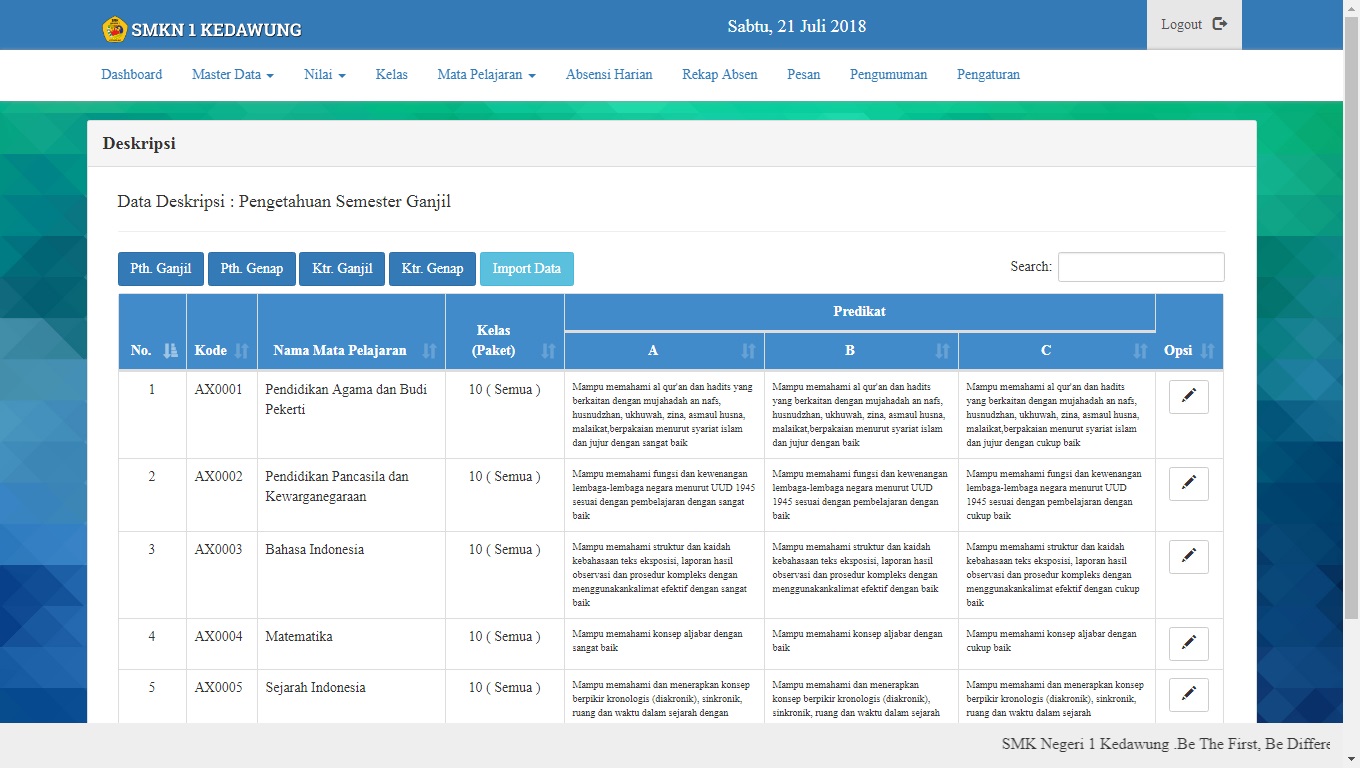 SMKN 1 KEDAWUNG
Sabtu, 21 Juli 2018
Logout
Dashboard Master Data Nilai Kelas Mata Pelajaran Absensi Harian Rekap Absen Pesan Pengumuman Pengaturan
Deskripsi
Data Deskripsi : Pengetahuan Semester Ganjil
Pth. Ganjil Pth. Genap Ktr. Ganjil Ktr. Genap Import Data
Search:
Predikat
Kelas
No. Kode Nama Mata Pelajaran (Paket) A B C Opsi
1 AX0001 Pendidikan Agama dan Budi
Pekerti
10 ( Semua )
Mampu memahami al qur'an dan hadits yang
berkaitan dengan mujahadah an nafs,
husnudzhan, ukhuwah, zina, asmaul husna,
malaikat,berpakaian menurut syariat islam
dan jujur dengan sangat baik
Mampu memahami al qur'an dan hadits
yang berkaitan dengan mujahadah an nafs,
husnudzhan, ukhuwah, zina, asmaul husna,
malaikat,berpakaian menurut syariat islam
dan jujur dengan baik
Mampu memahami al qur'an dan hadits
yang berkaitan dengan mujahadah an nafs,
husnudzhan, ukhuwah, zina, asmaul husna,
malaikat,berpakaian menurut syariat islam
dan jujur dengan cukup baik
2 AX0002 Pendidikan Pancasila dan
Kewarganegaraan
10 ( Semua )
Mampu memahami fungsi dan kewenangan
lembaga-lembaga negara menurut UUD 1945
sesuai dengan pembelajaran dengan sangat
baik
Mampu memahami fungsi dan kewenangan
lembaga-lembaga negara menurut UUD
1945 sesuai dengan pembelajaran dengan
baik
Mampu memahami fungsi dan kewenangan
lembaga-lembaga negara menurut UUD
1945 sesuai dengan pembelajaran dengan
cukup baik
3 AX0003 Bahasa Indonesia
10 ( Semua )
Mampu memahami struktur dan kaidah
kebahasaan teks eksposisi, laporan hasil
observasi dan prosedur kompleks dengan
menggunakankalimat efektif dengan sangat
baik
Mampu memahami struktur dan kaidah
kebahasaan teks eksposisi, laporan hasil
observasi dan prosedur kompleks dengan
menggunakankalimat efektif dengan baik
Mampu memahami struktur dan kaidah
kebahasaan teks eksposisi, laporan hasil
observasi dan prosedur kompleks dengan
menggunakankalimat efektif dengan cukup
baik
4 AX0004 Matematika
10 ( Semua )
Mampu memahami konsep aljabar dengan
sangat baik
Mampu memahami konsep aljabar dengan
baik
Mampu memahami konsep aljabar dengan
cukup baik
5 AX0005 Sejarah Indonesia
10 ( Semua )
Mampu memahami dan menerapkan konsep
berpikir kronologis (diakronik), sinkronik,
ruang dan waktu dalam sejarah dengan
Mampu memahami dan menerapkan
konsep berpikir kronologis (diakronik),
sinkronik, ruang dan waktu dalam sejarah
Mampu memahami dan menerapkan konsep
berpikir kronologis (diakronik), sinkronik,
ruang dan waktu dalam sejarah
SMK Negeri 1 Kedawung .Be The First, Be Differe